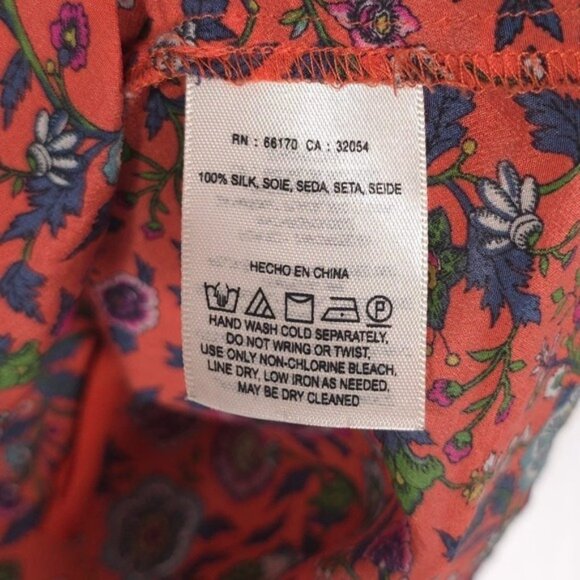 RN : 66170 CA : 32054
100% SILK, SOIE, SEDA, SETA, SEIDE
HECHO EN CHINA
P
HAND WASH COLD SEPARATELY,
DO NOT WRING OR TWIST,
USE ONLY NON-CHLORINE BLEACH,
LINE DRY, LOW IRON AS NEEDED,
MAY BE DRY CLEANED